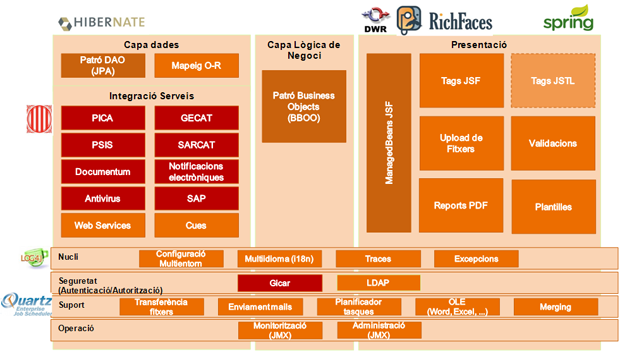 HIBERNATE
DWR
RichFaces
spring
Capa dades
Capa Lògica de
Negoci
Presentació
Patró DAO
(JPA)
Mapeig O-R
Patró Business
Objects
(BBOO)
ManagedBeans JSF
Tags JSF
Tags JSTL
Integració Serveis
PICA
GECAT
PSIS
SARCAT
Documentum
Notificacions
electròniques
Antivirus
SAP
Web Services
Cues
Upload de
Fitxers
Validacions
Reports PDF
Plantilles
LOG4J
Nucli
Configuració
Multientorn
Multiidioma (i18n)
Traces
Excepcions
Seguretat
(Autenticació/Autorització)
Gicar
LDAP
Quartz
Enterprise
Job Scheduler
Suport
Transferència
fitxers
Enviament mails
Planificador
tasques
OLE
(Word, Excel, ...)
Merging
Operació
Monitorització
(JMX)
Administració
(JMX)